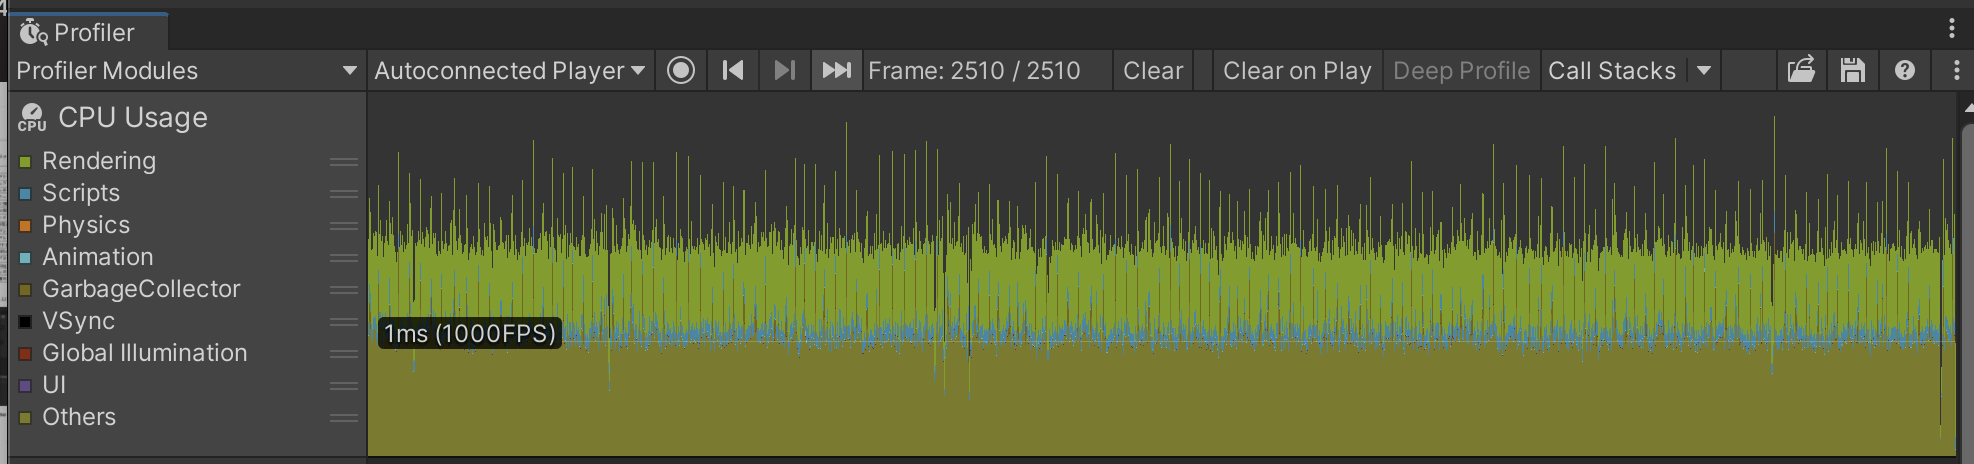 Profiler
Profiler Modules Autoconnected Player Frame: 2510 / 2510 Clear Clear on Play Deep Profile Call Stacks
CPU CPU Usage
Rendering
Scripts
Physics
Animation
GarbageCollector
VSync
1ms (1000FPS)
Global Illumination
UI
Others